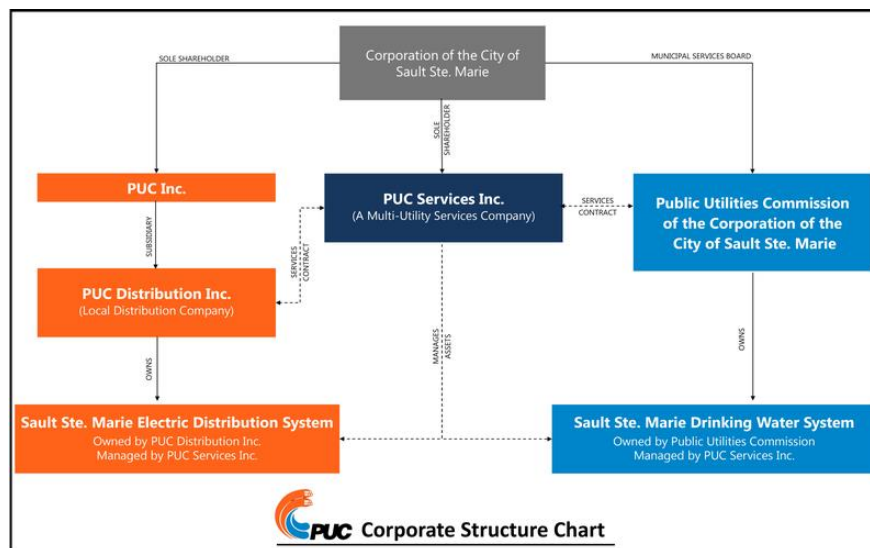 Corporation of the City of
Sault Ste. Marie
SOLE SHAREHOLDER
MUNICIPAL SERVICES BOARD
SOLE
SHAREHOLDER
PUC Inc.
PUC Services Inc.
(A Multi-Utility Services Company)
SERVICES
CONTRACT
Public Utilities Commission
of the Corporation of the
City of Sault Ste. Marie
SUBSIDIARY
SERVICES
CONTRACT
PUC Distribution Inc.
(Local Distribution Company)
MANAGES
ASSETS
OWNS
OWNS
Sault Ste. Marie Electric Distribution System
Owned by PUC Distribution Inc.
Managed by PUC Services Inc.
Sault Ste. Marie Drinking Water System
Owned by Public Utilities Commission
Managed by PUC Services Inc.
PUC Corporate Structure Chart